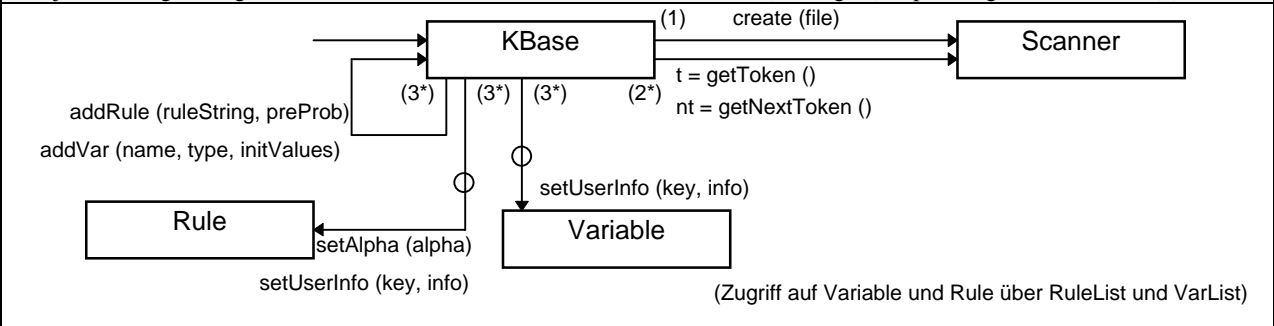 (1) create (file)
KBase
Scanner
t = getToken ()
(3*) (3*) (3*) (2*)
nt = getNextToken ()
addRule (ruleString, preProb)
addVar (name, type, initValues)
setUserInfo (key, info)
Rule
Variable
setAlpha (alpha)
setUserInfo (key, info)
(Zugriff auf Variable und Rule über RuleList und VarList)